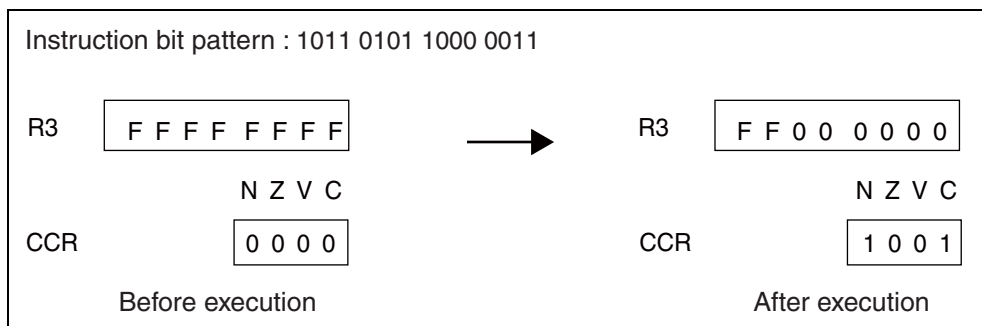 Instruction bit pattern : 1011 0101 1000 0011
R3 F F F F F F F F R3 F F 0 0 0 0 0 0
N Z V C N Z V C
CCR 0 0 0 0 CCR 1 0 0 1
Before execution After execution